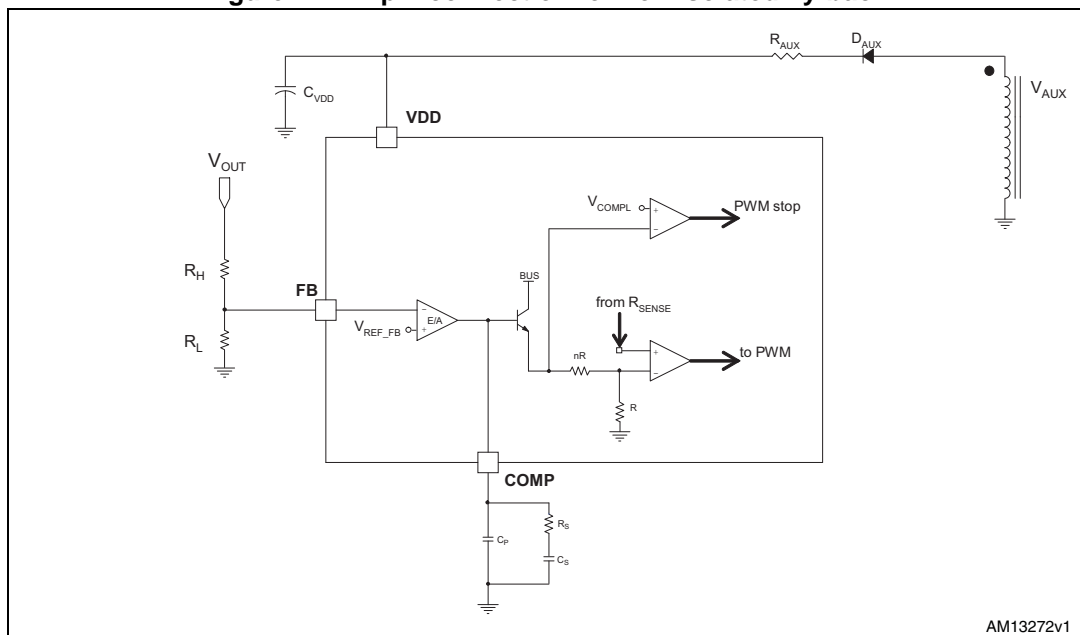 R_AUX
D_AUX
V_AUX
C_VDD
VDD
V_OUT
V_COMPL
+
−
PWM stop
R_H
BUS
FB
−
E/A
from R_SENSE
V_REF_FB
+
R_L
nR
+
−
to PWM
R
COMP
R_S
C_P
C_S
AM13272v1